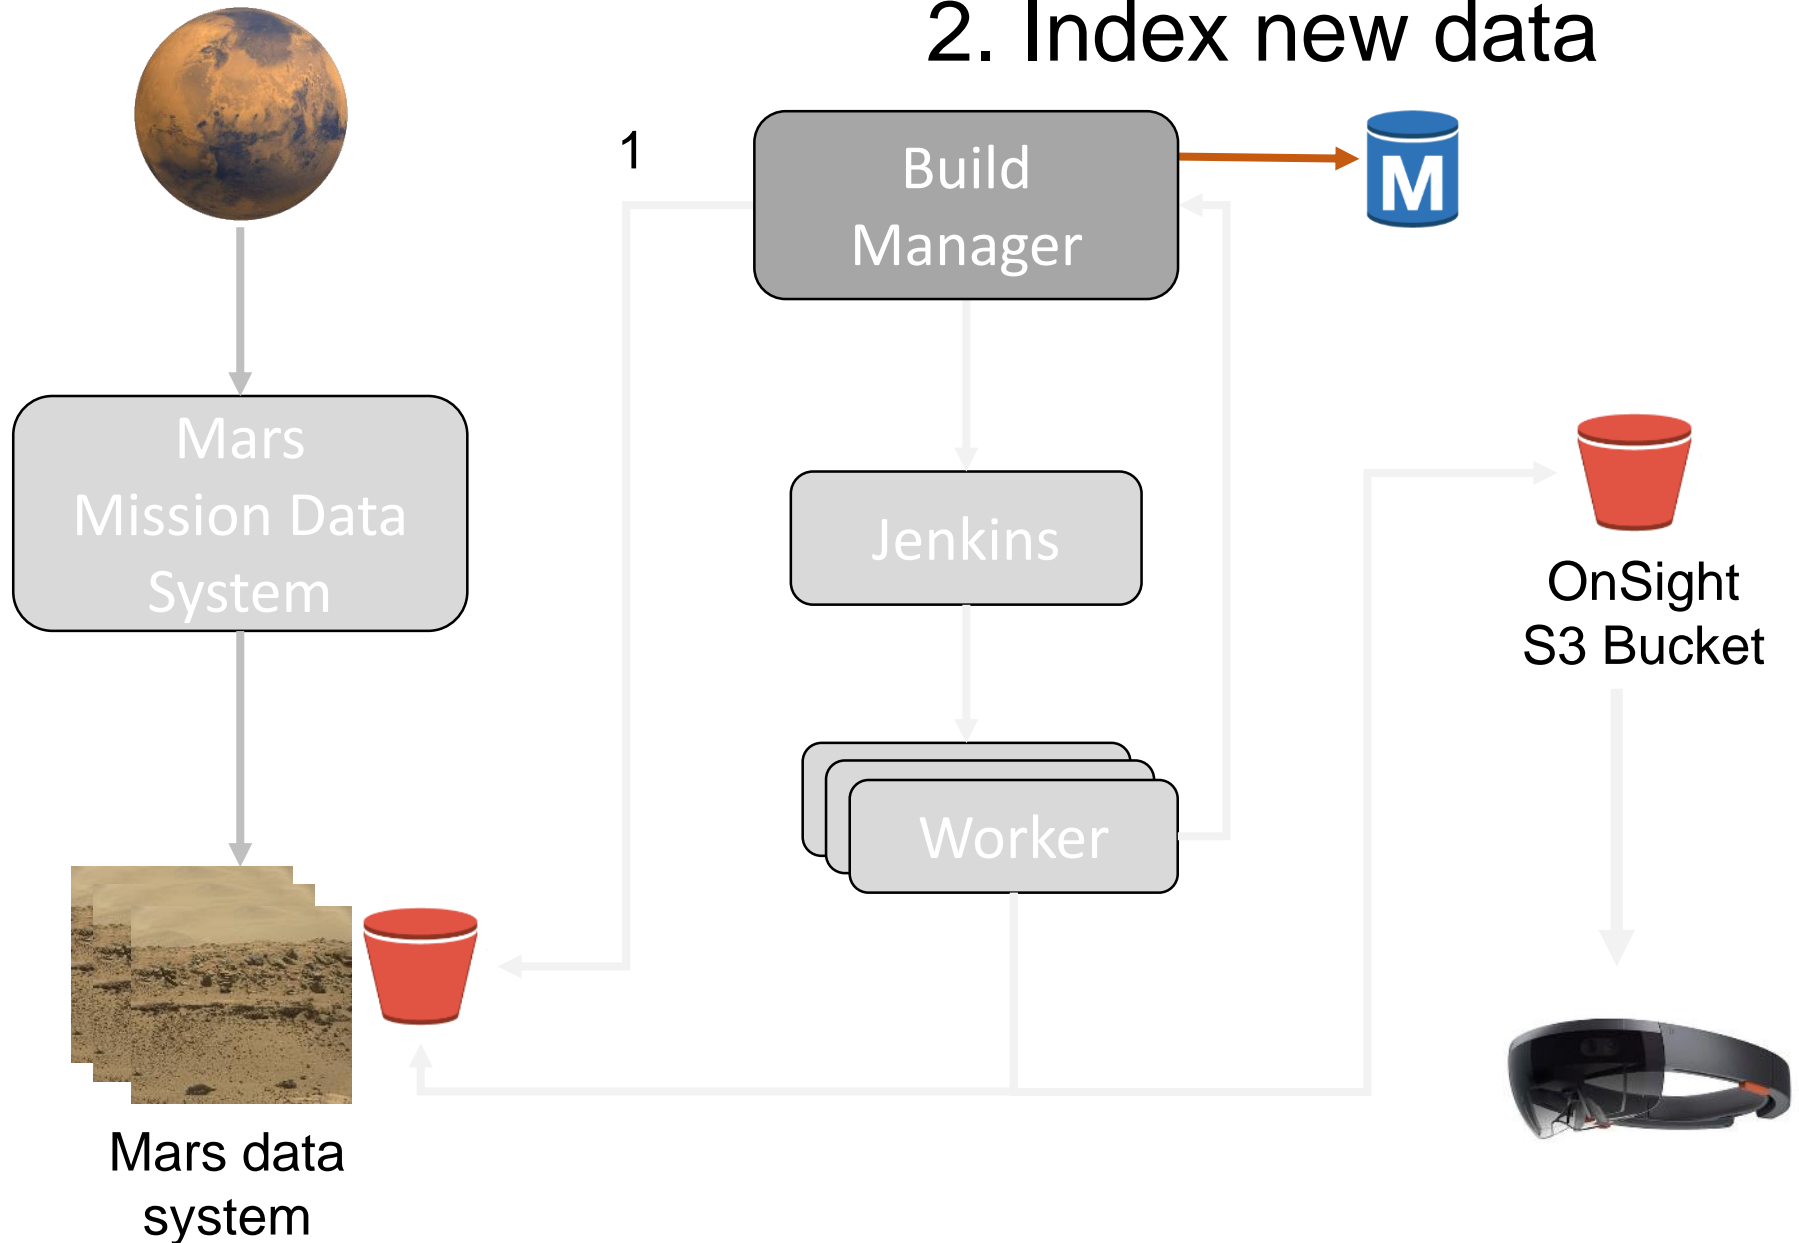 2. Index new data
1
Build
Manager
M
Mars
Mission Data
System
Jenkins
OnSight
S3 Bucket
Worker
Mars data
system